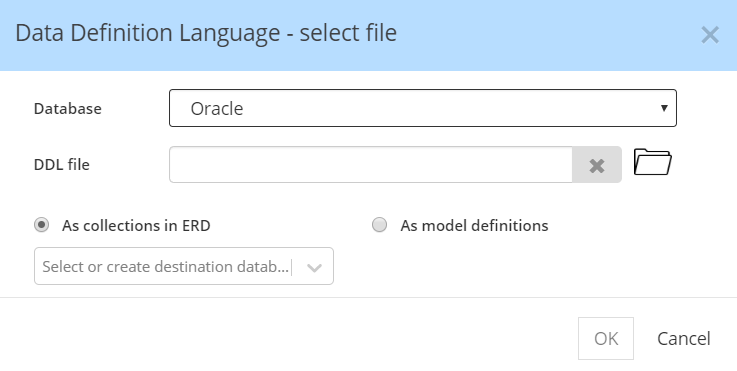 Data Definition Language - select file
Database
Oracle
DDL file
As collections in ERD
As model definitions
Select or create destination datab...
OK
Cancel